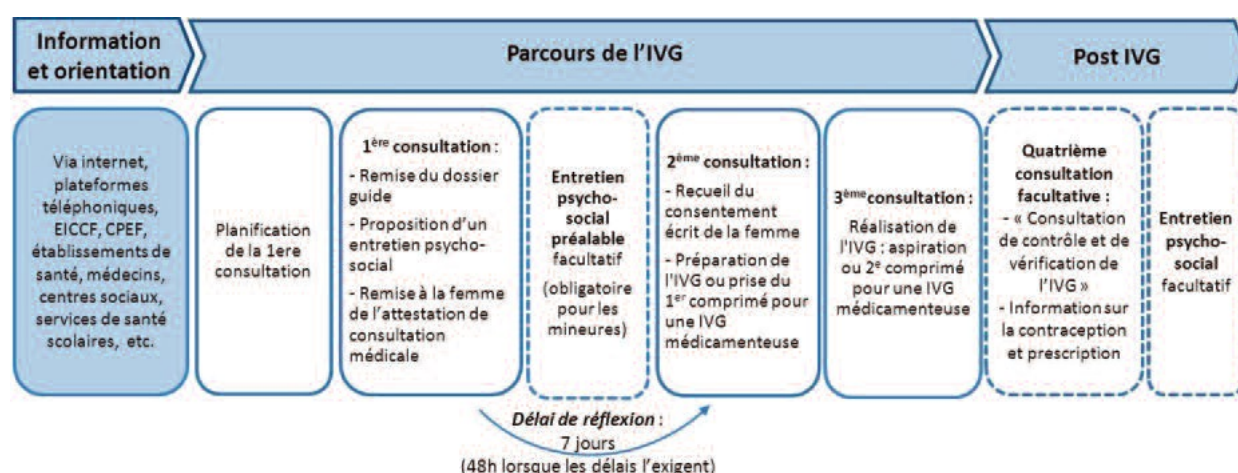 Information
et orientation
Parcours de l'IVG
Post IVG
Via internet,
plateformes
téléphoniques,
EICCF, CPEF,
établissements de
santé, médecins,
centres sociaux,
services de santé
scolaires, etc.
Planification
de la 1ere
consultation
1ère consultation :
- Remise du dossier
guide
- Proposition d'un
entretien psycho-
social
- Remise à la femme
de l'attestation de
consultation
médicale
Entretien
psycho-
social
préalable
facultatif
(obligatoire
pour les
mineures)
2ème consultation :
- Recueil du
consentement
écrit de la femme
- Préparation de
l'IVG ou prise du
1er comprimé pour
une IVG
médicamenteuse
3ème consultation :
Réalisation de
l'IVG : aspiration
ou 2e comprimé
pour une IVG
médicamenteuse
Quatrième
consultation
facultative :
- « Consultation
de contrôle et de
vérification de
l'IVG »
- Information sur
la contraception
et prescription
Entretien
psycho-
social
facultatif
Délai de réflexion :
7 jours
(48h lorsque les délais l'exigent)